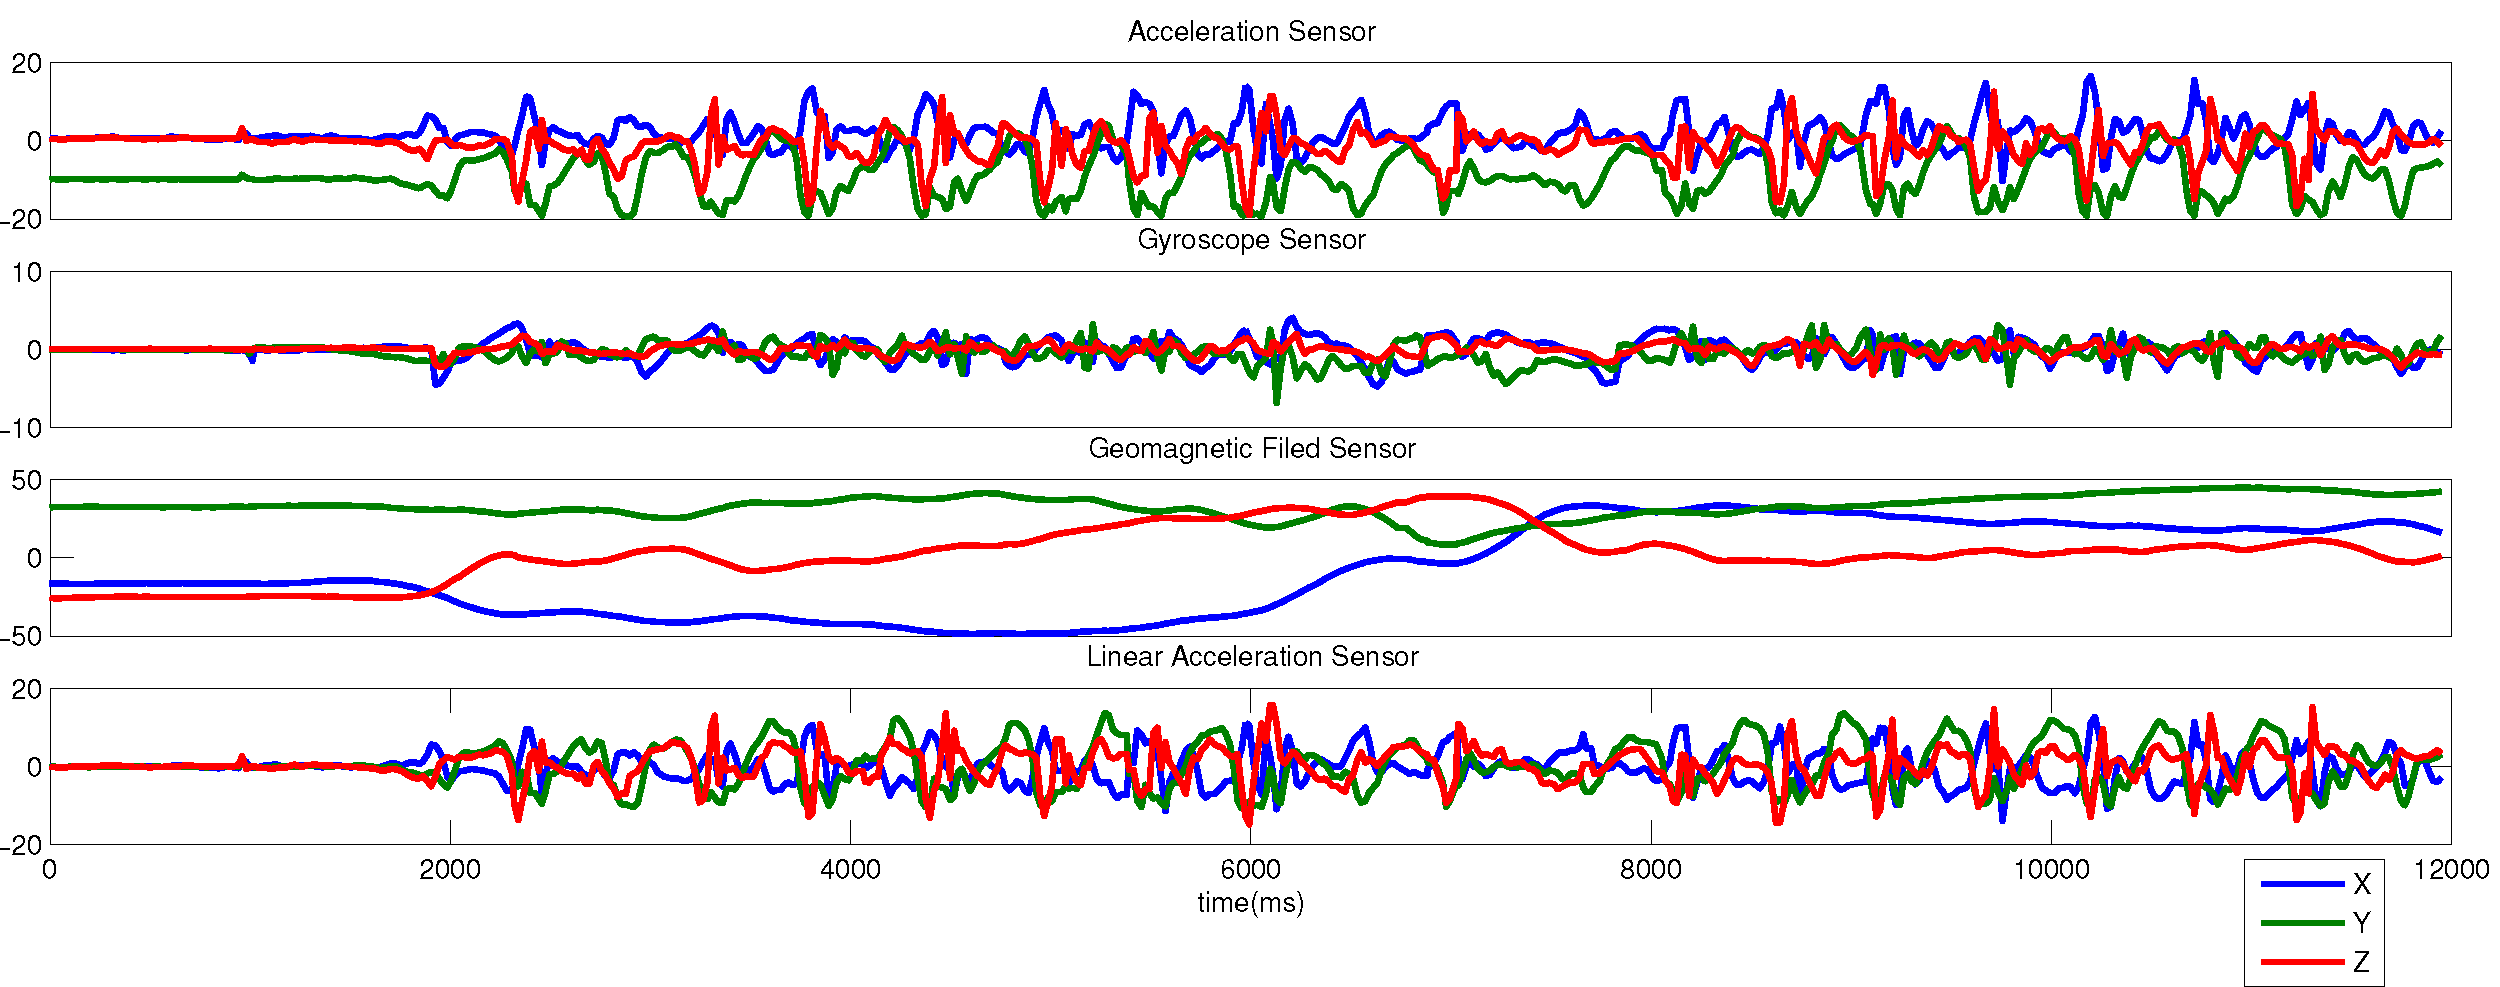 Acceleration Sensor
20
0
−20
Gyroscope Sensor
10
0
−10
Geomagnetic Filed Sensor
50
0
−50
Linear Acceleration Sensor
20
0
−20
0 2000 4000 6000 8000 10000 12000
time(ms)
X
Y
Z